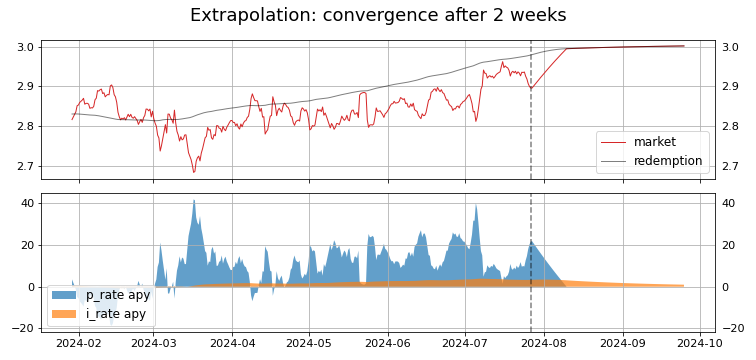 Extrapolation: convergence after 2 weeks
3.0
3.0
2.9
2.9
2.8
2.8
2.7
2.7
market
redemption
40
40
20
20
0
0
−20
−20
p_rate apy
i_rate apy
2024-02 2024-03 2024-04 2024-05 2024-06 2024-07 2024-08 2024-09 2024-10